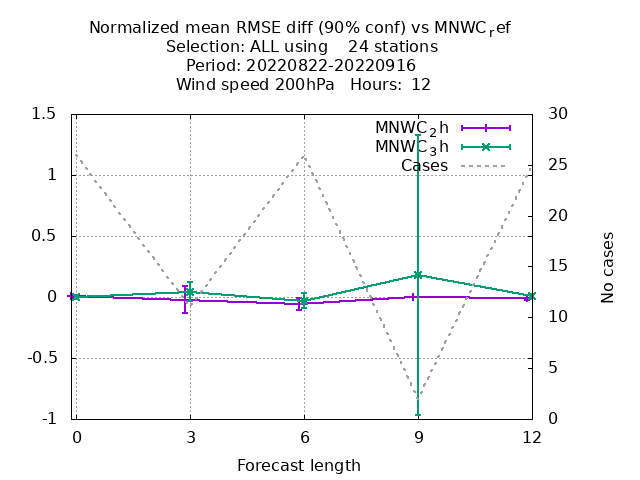 Normalized mean RMSE diff (90% conf) vs MNWC_ref
Selection: ALL using 24 stations
Period: 20220822-20220916
Wind speed 200hPa Hours: 12
MNWC_2h
MNWC_3h
Cases
1.5
1
0.5
0
-0.5
-1
30
25
20
15
10
5
0
No cases
0 3 6 9 12
Forecast length